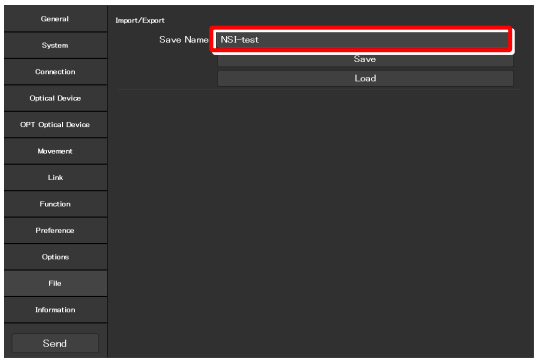 General
System
Connection
Optical Device
OPT Optical Device
Movement
Link
Function
Preference
Options
File
Information
Send
Import/Export
Save Name NSI-test
Save
Load